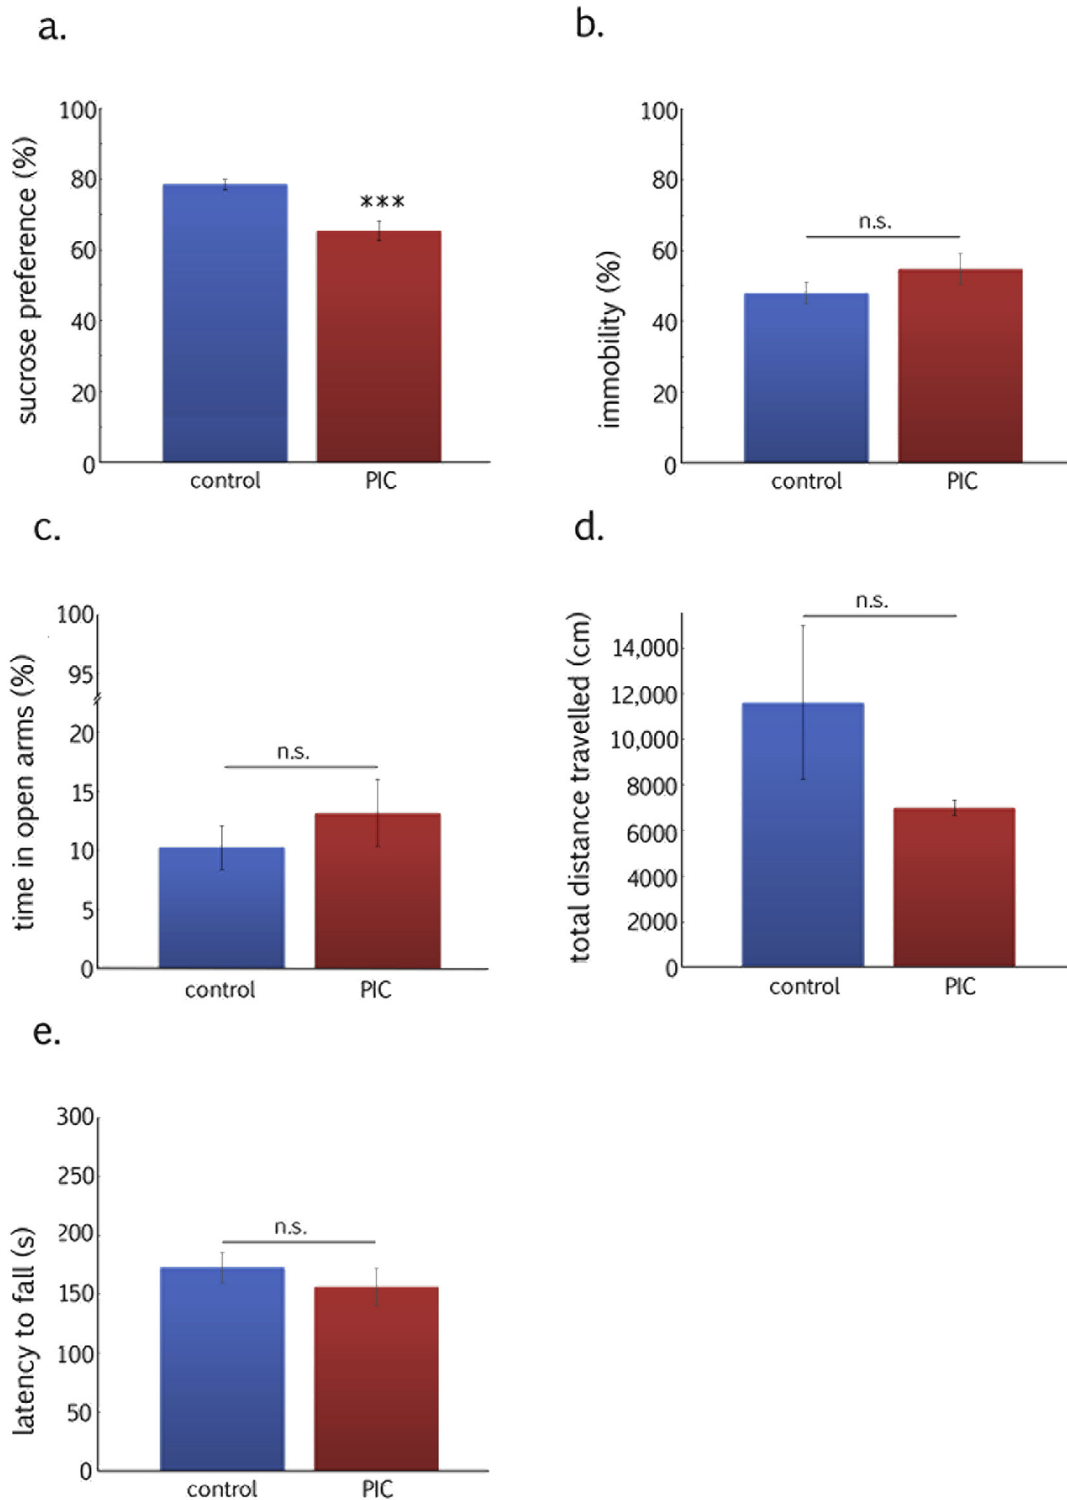 a.
sucrose preference (%)
100
80
60
40
20
0
***
control
PIC
b.
immobility (%)
100
80
60
40
20
0
n.s.
control
PIC
c.
time in open arms (%)
100
95
20
15
10
5
0
n.s.
control
PIC
d.
total distance travelled (cm)
14,000
12,000
10,000
8000
6000
4000
2000
0
n.s.
control
PIC
e.
latency to fall (s)
300
250
200
150
100
50
0
n.s.
control
PIC